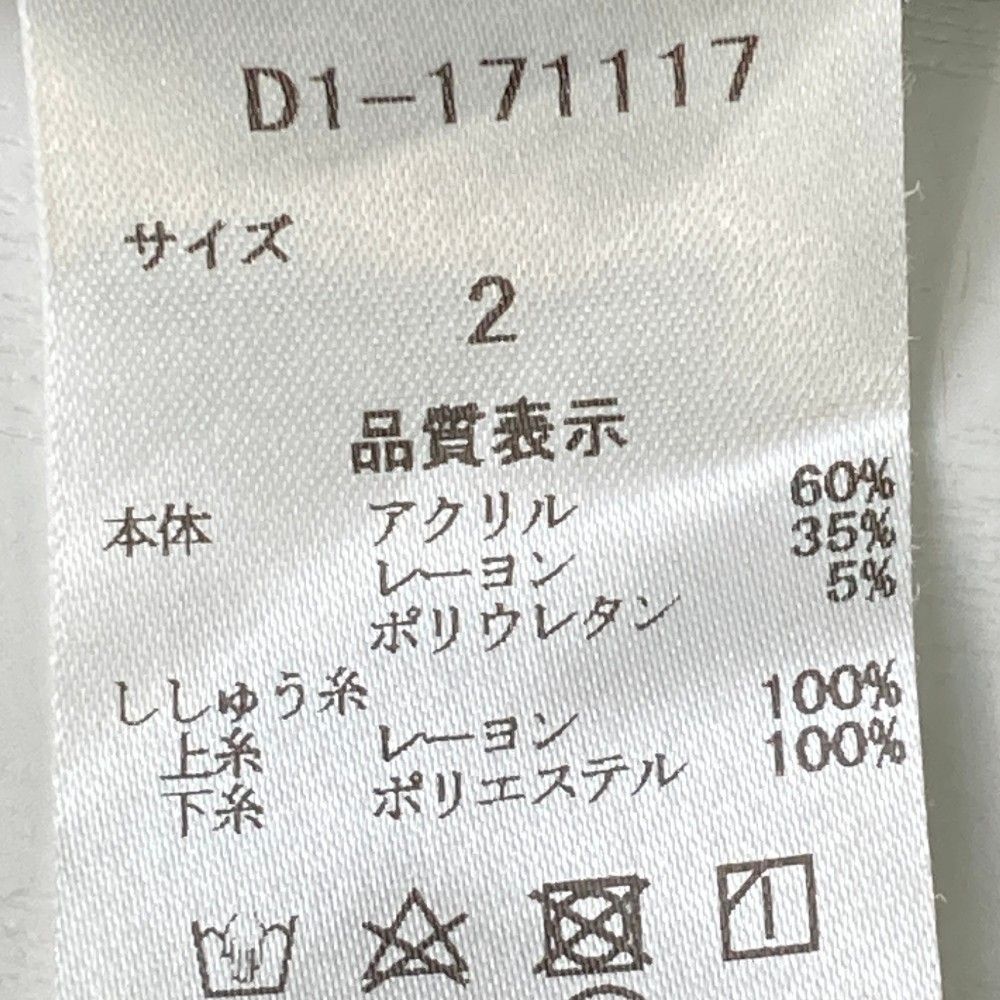 D1-171117
サイズ
2
品質表示
本体 アクリル 60%
レーヨン 35%
ポリウレタン 5%
ししゅう糸
上糸 レーヨン 100%
下糸 ポリエステル 100%